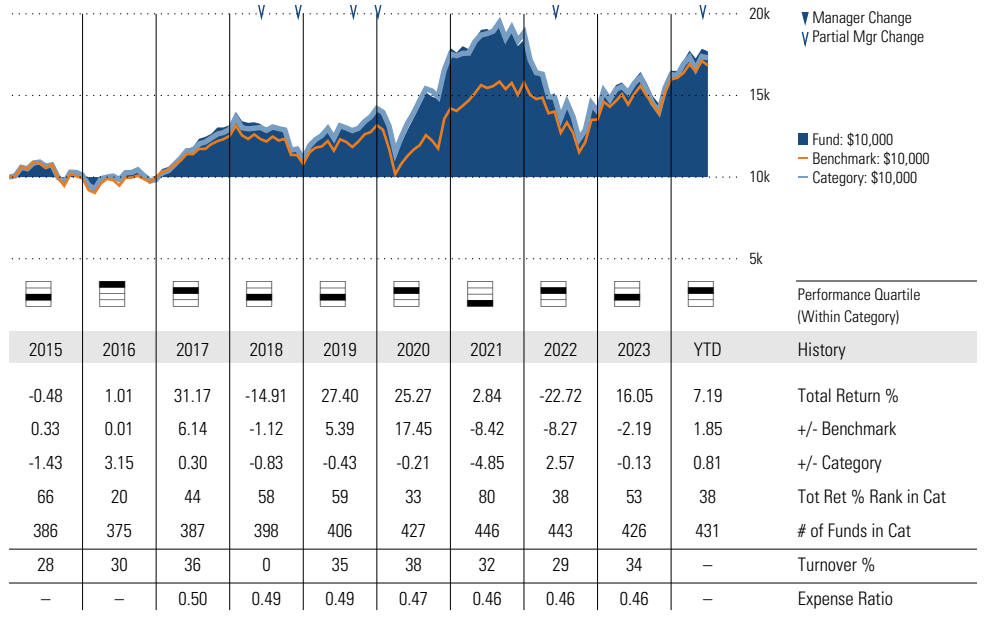 20k
Manager Change
Partial Mgr Change
15k
Fund: $10,000
Benchmark: $10,000
10k
Category: $10,000
5k
Performance Quartile
(Within Category)
2015 2016 2017 2018 2019 2020 2021 2022 2023 YTD History
-0.48 1.01 31.17 -14.91 27.40 25.27 2.84 -22.72 16.05 7.19 Total Return %
0.33 0.01 6.14 -1.12 5.39 17.45 -8.42 -8.27 -2.19 1.85 +/- Benchmark
-1.43 3.15 0.30 -0.83 -0.43 -0.21 -4.85 2.57 -0.13 0.81 +/- Category
66 20 44 58 59 33 80 38 53 38 Tot Ret % Rank in Cat
386 375 387 398 406 427 446 443 426 431 # of Funds in Cat
28 30 36 0 35 38 32 29 34 – Turnover %
– – 0.50 0.49 0.49 0.47 0.46 0.46 0.46 – Expense Ratio